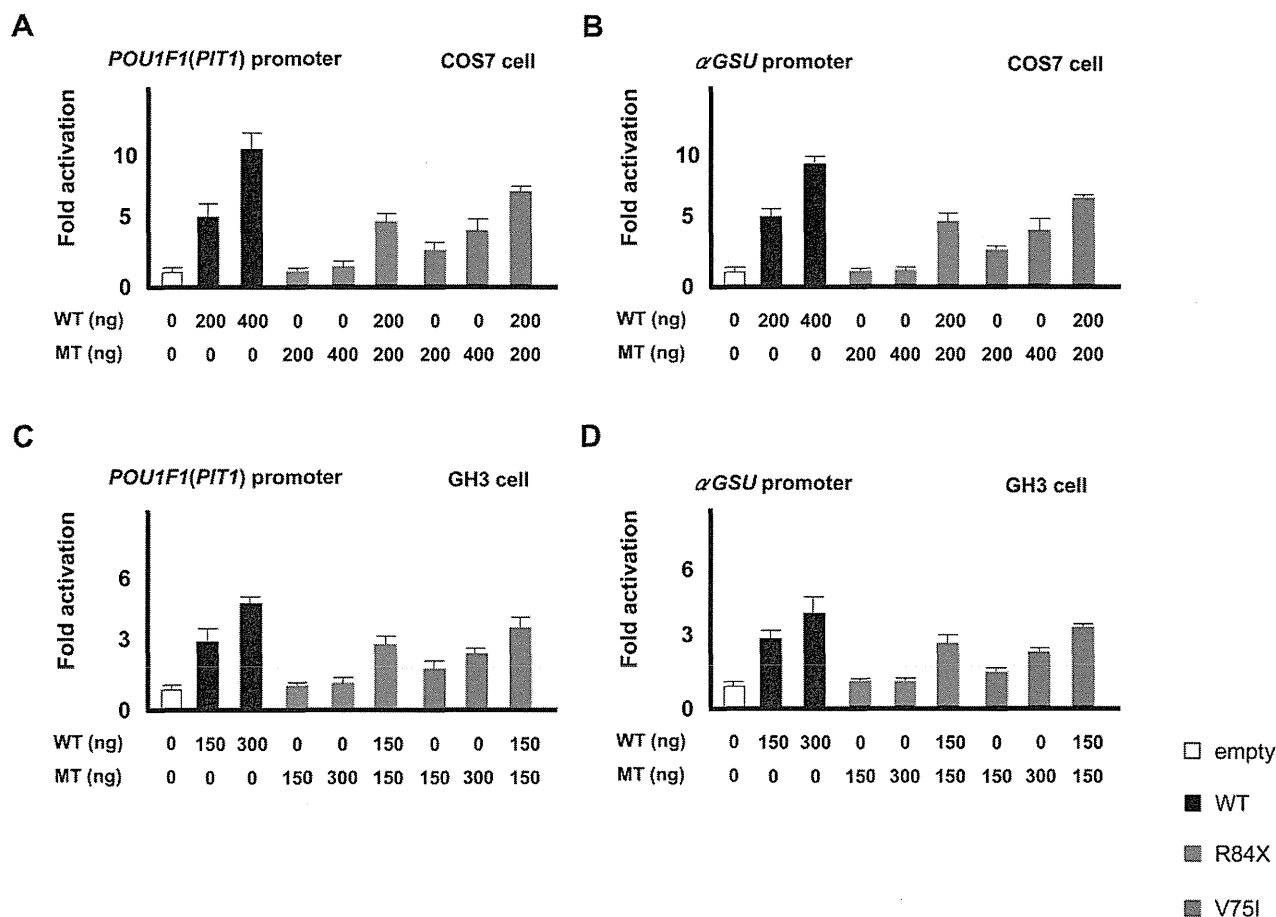 A
POU1F1(PIT1) promoter COS7 cell
Fold activation
10
5
0
WT (ng) 0 200 400 0 0 200 0 0 200
MT (ng) 0 0 0 200 400 200 200 400 200
B
αGSU promoter COS7 cell
Fold activation
10
5
0
WT (ng) 0 200 400 0 0 200 0 0 200
MT (ng) 0 0 0 200 400 200 200 400 200
C
POU1F1(PIT1) promoter GH3 cell
Fold activation
6
3
0
WT (ng) 0 150 300 0 0 150 0 0 150
MT (ng) 0 0 0 150 300 150 150 300 150
D
αGSU promoter GH3 cell
Fold activation
6
3
0
WT (ng) 0 150 300 0 0 150 0 0 150
MT (ng) 0 0 0 150 300 150 150 300 150
empty
WT
R84X
V75I